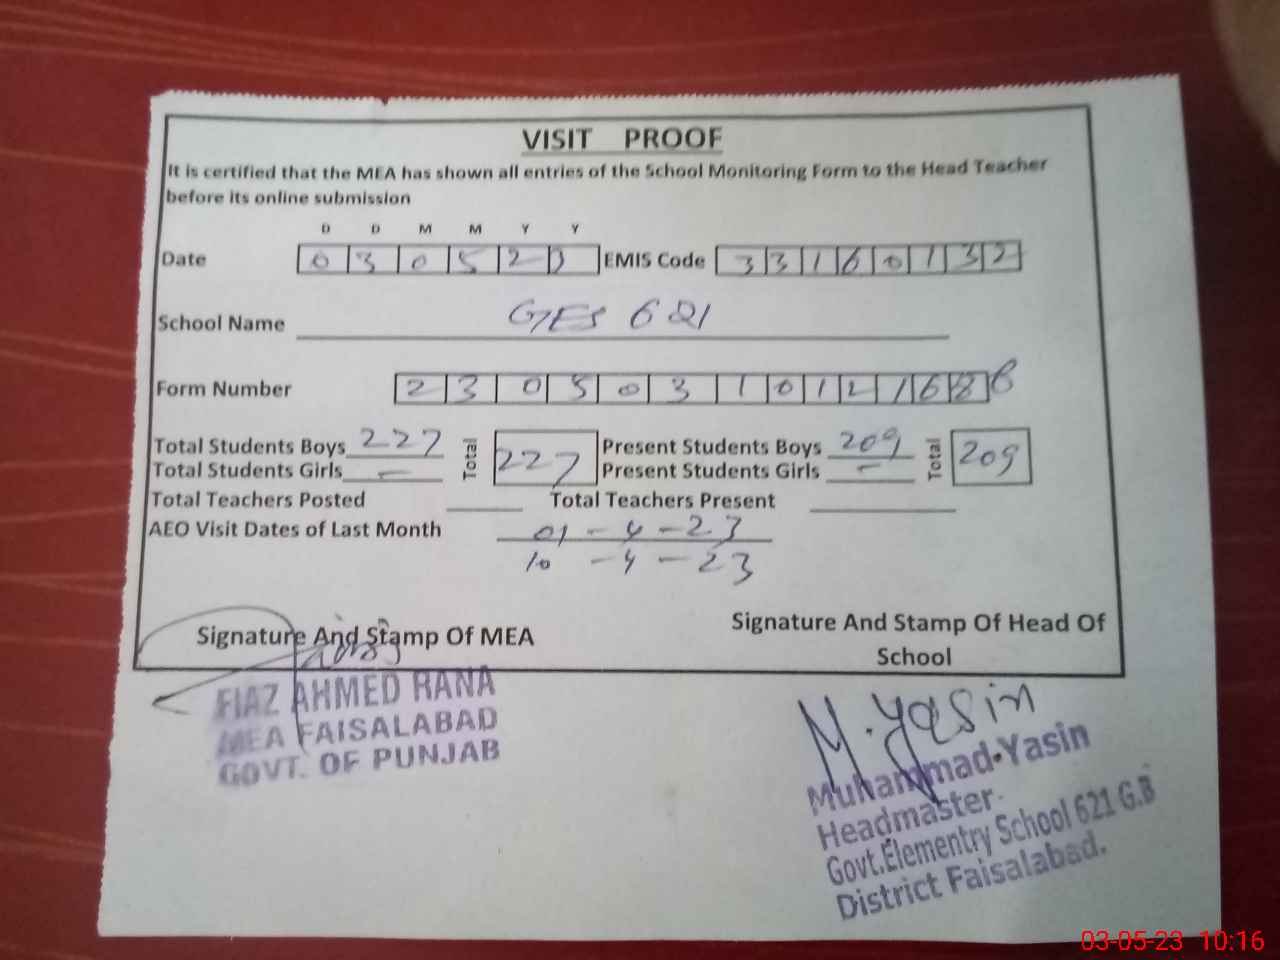 VISIT PROOF
It is certified that the MEA has shown all entries of the School Monitoring Form to the Head Teacher
before its online submission
D D M M Y Y
Date 0 3 0 5 2 3 EMIS Code 3 3 1 6 0 1 3 2
School Name GES 621
Form Number 2 3 0 5 0 3 1 0 1 2 1 6 8 6
Total Students Boys 227 Total 227 Present Students Boys 209 Total 209
Total Students Girls — Present Students Girls —
Total Teachers Posted Total Teachers Present
AEO Visit Dates of Last Month 01 - 4 - 23
10 - 4 - 23
Signature And Stamp Of MEA
Signature And Stamp Of Head Of
School
FIAZ AHMED RANA
MEA FAISALABAD
GOVT. OF PUNJAB
M. Yasin
Muhammad Yasin
Headmaster
Govt.Elementry School 621 G.B
District Faisalabad.
03-05-23 10:16